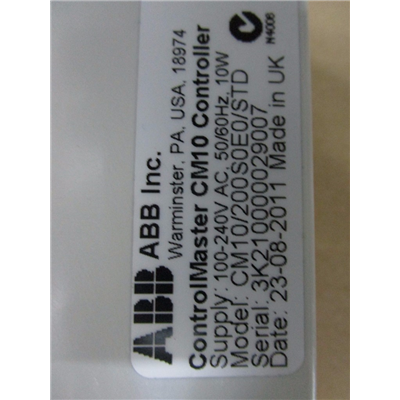 ABB
ABB Inc.
Warminster, PA, USA, 18974
ControlMaster CM10 Controller
Supply: 100-240V AC, 50/60Hz, 10W
Model: CM10/200S0E0/STD
Serial: 3K210000029007
Date: 23-08-2011 Made in UK
N4006